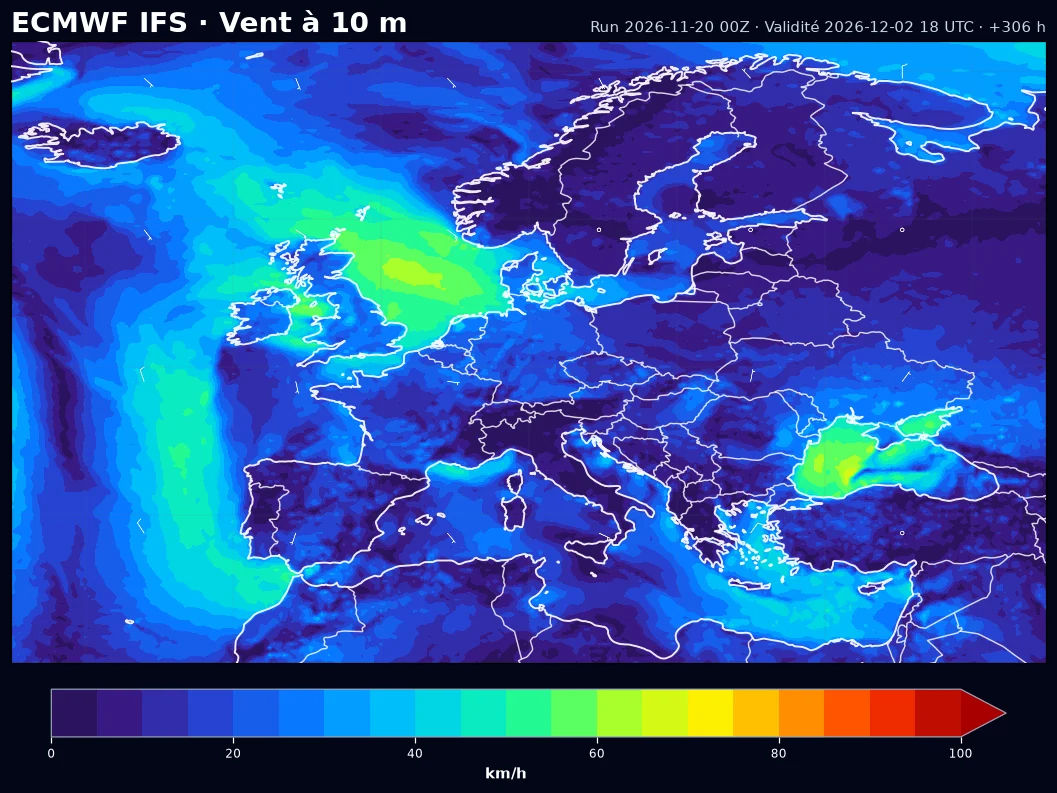 ECMWF IFS · Vent à 10 m
Run 2026-11-20 00Z · Validité 2026-12-02 18 UTC · +306 h
0 20 40 60 80 100
km/h